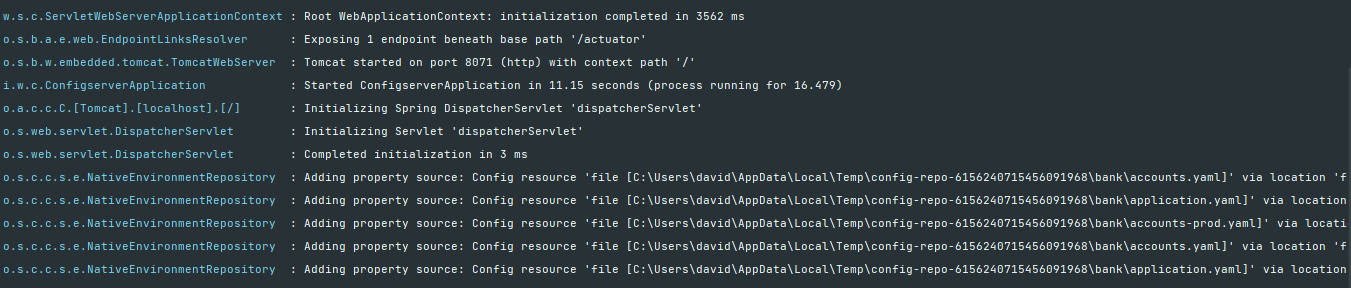 w.s.c.ServletWebServerApplicationContext : Root WebApplicationContext: initialization completed in 3562 ms
o.s.b.a.e.web.EndpointLinksResolver : Exposing 1 endpoint beneath base path '/actuator'
o.s.b.w.embedded.tomcat.TomcatWebServer : Tomcat started on port 8071 (http) with context path '/'
i.w.c.ConfigserverApplication : Started ConfigserverApplication in 11.15 seconds (process running for 16.479)
o.a.c.c.C.[Tomcat].[localhost].[/] : Initializing Spring DispatcherServlet 'dispatcherServlet'
o.s.web.servlet.DispatcherServlet : Initializing Servlet 'dispatcherServlet'
o.s.web.servlet.DispatcherServlet : Completed initialization in 3 ms
o.s.c.c.s.e.NativeEnvironmentRepository : Adding property source: Config resource 'file [C:\Users\david\AppData\Local\Temp\config-repo-6156240715456091968\bank\accounts.yaml]' via location 'f
o.s.c.c.s.e.NativeEnvironmentRepository : Adding property source: Config resource 'file [C:\Users\david\AppData\Local\Temp\config-repo-6156240715456091968\bank\application.yaml]' via location
o.s.c.c.s.e.NativeEnvironmentRepository : Adding property source: Config resource 'file [C:\Users\david\AppData\Local\Temp\config-repo-6156240715456091968\bank\accounts-prod.yaml]' via locati
o.s.c.c.s.e.NativeEnvironmentRepository : Adding property source: Config resource 'file [C:\Users\david\AppData\Local\Temp\config-repo-6156240715456091968\bank\accounts.yaml]' via location 'f
o.s.c.c.s.e.NativeEnvironmentRepository : Adding property source: Config resource 'file [C:\Users\david\AppData\Local\Temp\config-repo-6156240715456091968\bank\application.yaml]' via location